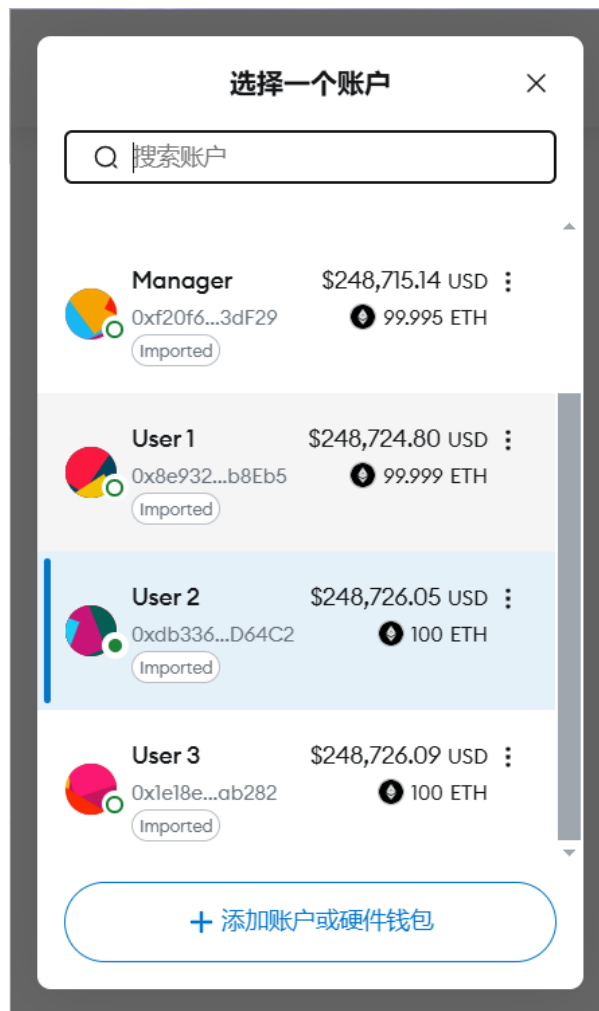 选择一个账户
搜索账户
Manager $248,715.14 USD
0xf20f6...3dF29 99.995 ETH
Imported
User 1 $248,724.80 USD
0x8e932...b8Eb5 99.999 ETH
Imported
User 2 $248,726.05 USD
0xdb336...D64C2 100 ETH
Imported
User 3 $248,726.09 USD
0x1e18e...ab282 100 ETH
Imported
+ 添加账户或硬件钱包